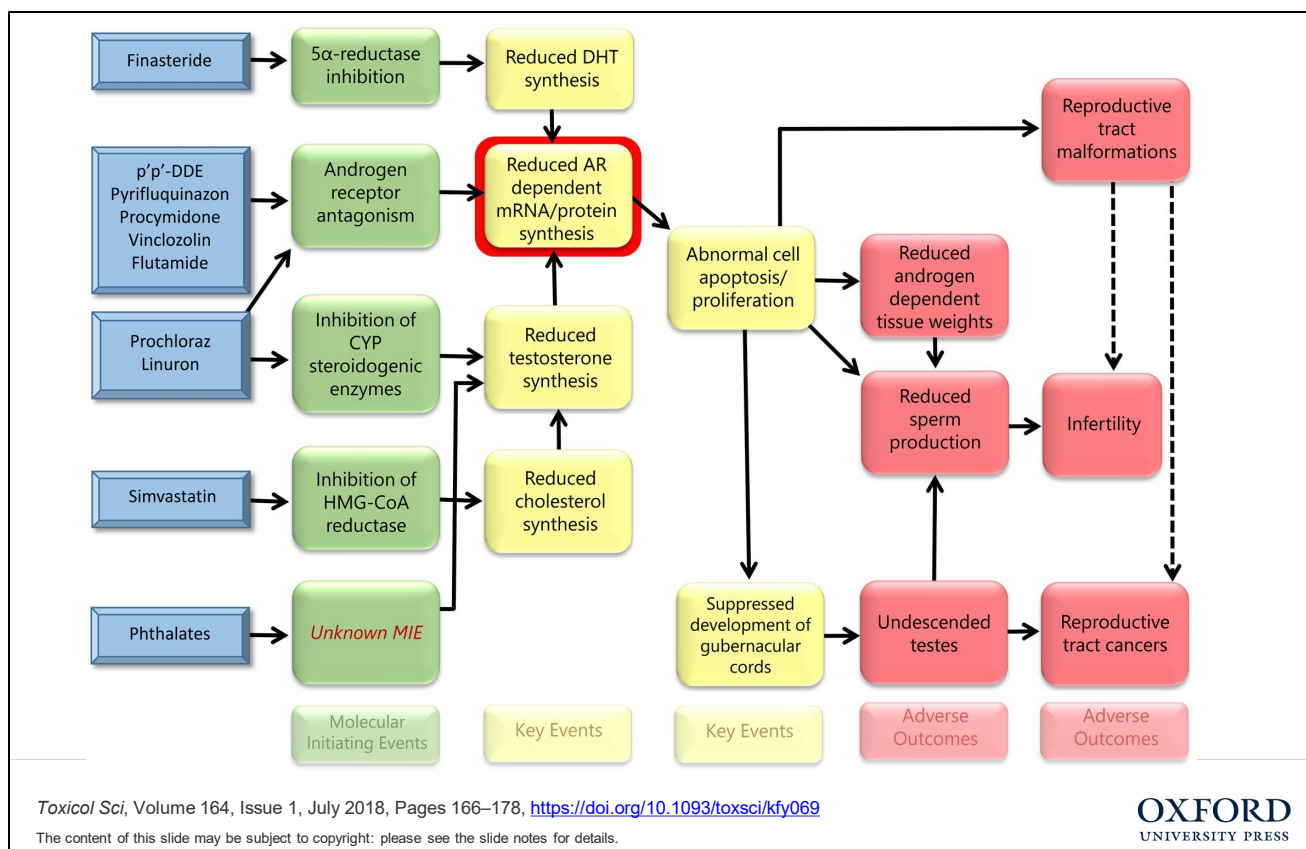 Finasteride
5α-reductase
inhibition
Reduced DHT
synthesis
Reproductive
tract
malformations
p’p’-DDE
Pyrifluquinazon
Procymidone
Vinclozolin
Flutamide
Androgen
receptor
antagonism
Reduced AR
dependent
mRNA/protein
synthesis
Abnormal cell
apoptosis/
proliferation
Reduced
androgen
dependent
tissue weights
Prochloraz
Linuron
Inhibition of
CYP
steroidogenic
enzymes
Reduced
testosterone
synthesis
Reduced
sperm
production
Infertility
Simvastatin
Inhibition of
HMG-CoA
reductase
Reduced
cholesterol
synthesis
Phthalates
Unknown MIE
Suppressed
development of
gubernacular
cords
Undescended
testes
Reproductive
tract cancers
Molecular
Initiating Events
Key Events
Key Events
Adverse
Outcomes
Adverse
Outcomes
Toxicol Sci, Volume 164, Issue 1, July 2018, Pages 166–178, https://doi.org/10.1093/toxsci/kfy069
The content of this slide may be subject to copyright: please see the slide notes for details.
OXFORD
UNIVERSITY PRESS